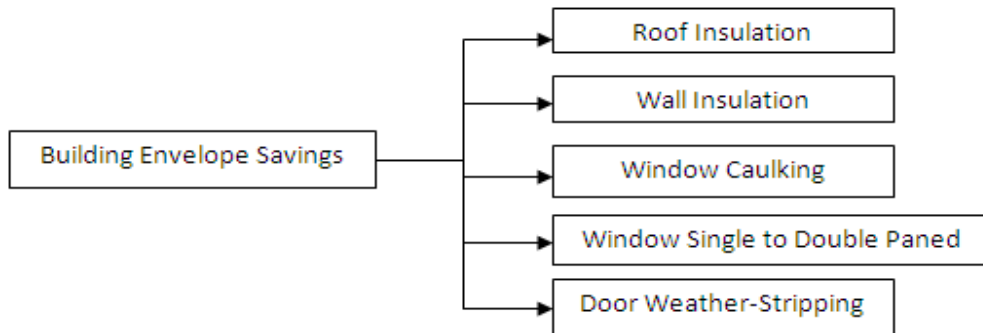 Building Envelope Savings
Roof Insulation
Wall Insulation
Window Caulking
Window Single to Double Paned
Door Weather-Stripping